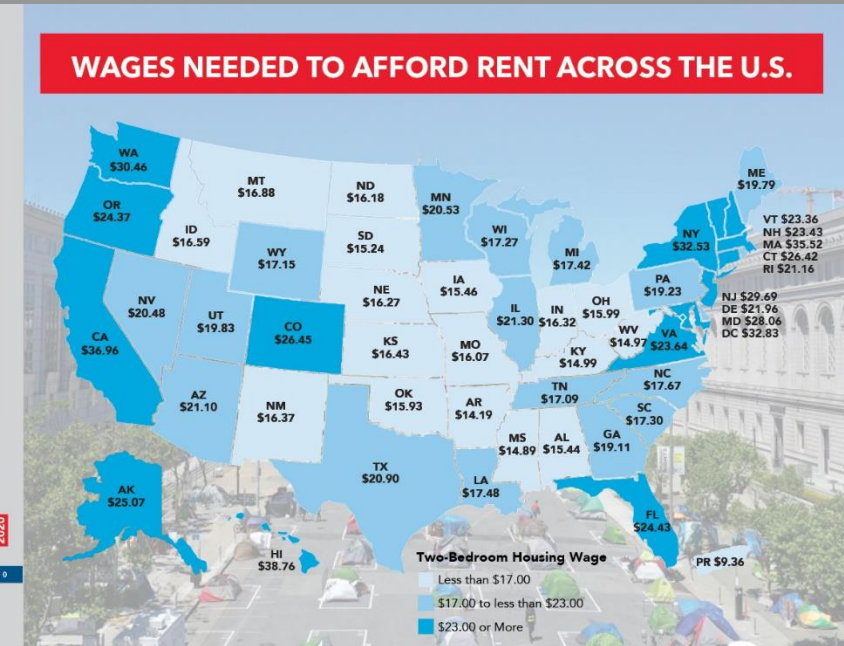 WAGES NEEDED TO AFFORD RENT ACROSS THE U.S.
WA
$30.46
OR
$24.37
CA
$36.96
ID
$16.59
NV
$20.48
MT
$16.88
WY
$17.15
UT
$19.83
AZ
$21.10
CO
$26.45
NM
$16.37
ND
$16.18
SD
$15.24
NE
$16.27
KS
$16.43
OK
$15.93
TX
$20.90
MN
$20.53
IA
$15.46
MO
$16.07
AR
$14.19
LA
$17.48
WI
$17.27
IL
$21.30
MI
$17.42
IN
$16.32
OH
$15.99
KY
$14.99
WV
$14.97
TN
$17.09
MS
$14.89
AL
$15.44
GA
$19.11
SC
$17.30
NC
$17.67
VA
$23.64
PA
$19.23
NY
$32.53
ME
$19.79
VT $23.36
NH $23.43
MA $35.52
CT $26.42
RI $21.16
NJ $29.69
DE $21.96
MD $28.06
DC $32.83
FL
$24.43
AK
$25.07
HI
$38.76
PR $9.36
Two-Bedroom Housing Wage
Less than $17.00
$17.00 to less than $23.00
$23.00 or More
2020
0